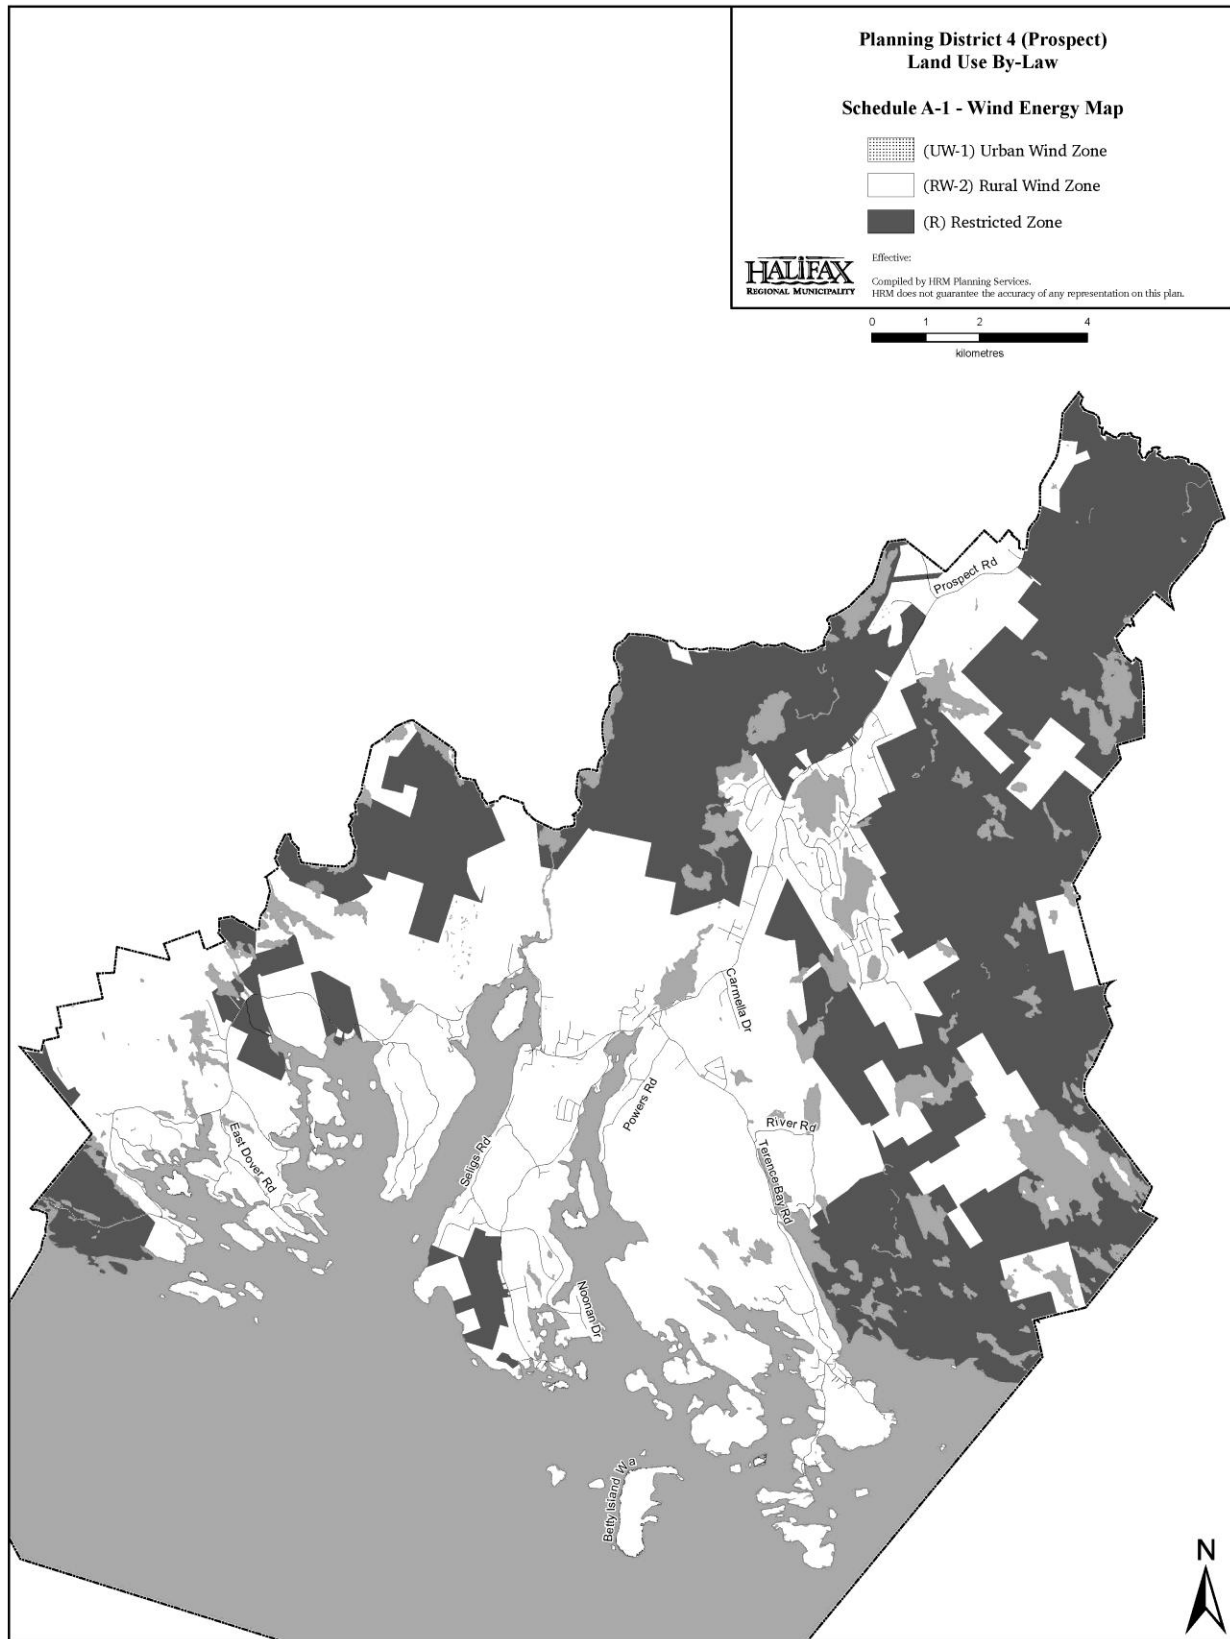 Planning District 4 (Prospect)
Land Use By-Law
Schedule A-1 - Wind Energy Map
(UW-1) Urban Wind Zone
(RW-2) Rural Wind Zone
(R) Restricted Zone
HALIFAX
REGIONAL MUNICIPALITY
Effective:
Compiled by HRM Planning Services.
HRM does not guarantee the accuracy of any representation on this plan.
0 1 2 4
kilometres
Prospect Rd
Carmella Dr
Powers Rd
River Rd
East Dover Rd
Seligs Rd
Terence Bay Rd
Noonan Dr
Betty Island Wa
N